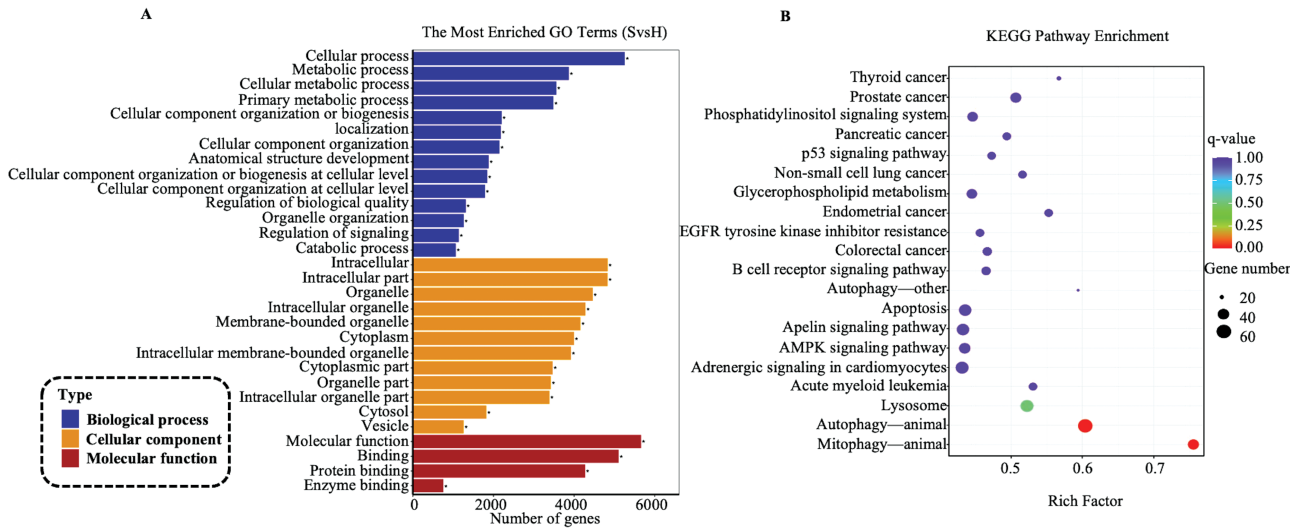 A
The Most Enriched GO Terms (SvsH)
Cellular process
Metabolic process
Cellular metabolic process
Primary metabolic process
Cellular component organization or biogenesis
localization
Cellular component organization
Anatomical structure development
Cellular component organization or biogenesis at cellular level
Cellular component organization at cellular level
Regulation of biological quality
Organelle organization
Regulation of signaling
Catabolic process
Intracellular
Intracellular part
Organelle
Intracellular organelle
Membrane-bounded organelle
Cytoplasm
Intracellular membrane-bounded organelle
Cytoplasmic part
Organelle part
Intracellular organelle part
Cytosol
Vesicle
Molecular function
Binding
Protein binding
Enzyme binding
0 2000 4000 6000
Number of genes
Type
Biological process
Cellular component
Molecular function
B
KEGG Pathway Enrichment
Thyroid cancer
Prostate cancer
Phosphatidylinositol signaling system
Pancreatic cancer
p53 signaling pathway
Non-small cell lung cancer
Glycerophospholipid metabolism
Endometrial cancer
EGFR tyrosine kinase inhibitor resistance
Colorectal cancer
B cell receptor signaling pathway
Autophagy—other
Apoptosis
Apelin signaling pathway
AMPK signaling pathway
Adrenergic signaling in cardiomyocytes
Acute myeloid leukemia
Lysosome
Autophagy—animal
Mitophagy—animal
0.5 0.6 0.7
Rich Factor
q-value
1.00
0.75
0.50
0.25
0.00
Gene number
20
40
60